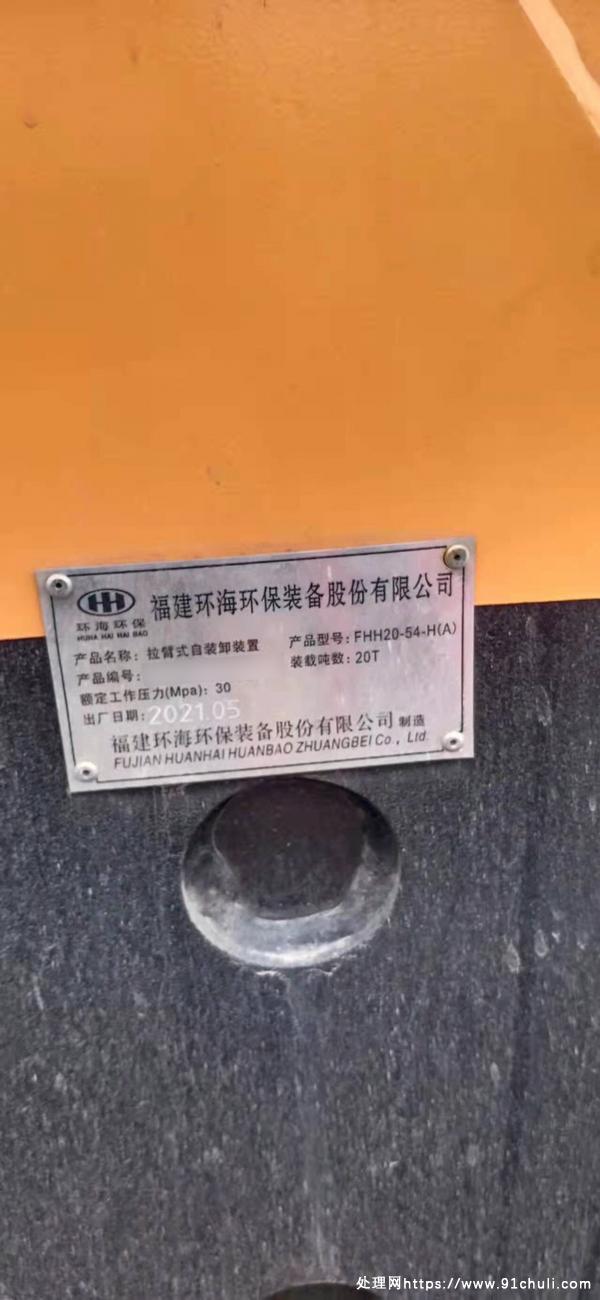 福建环海环保装备股份有限公司
环海环保
HUHA HAI HAI BAO
产品名称：拉臂式自装卸装置
产品型号：FHH20-54-H(A)
产品编号：
装载吨数：20T
额定工作压力(Mpa)：30
出厂日期：2021.05
福建环海环保装备股份有限公司 制造
FUJIAN HUANHAI HUANBAO ZHUANGBEI Co., Ltd.
处理网https://www.91chuli.com